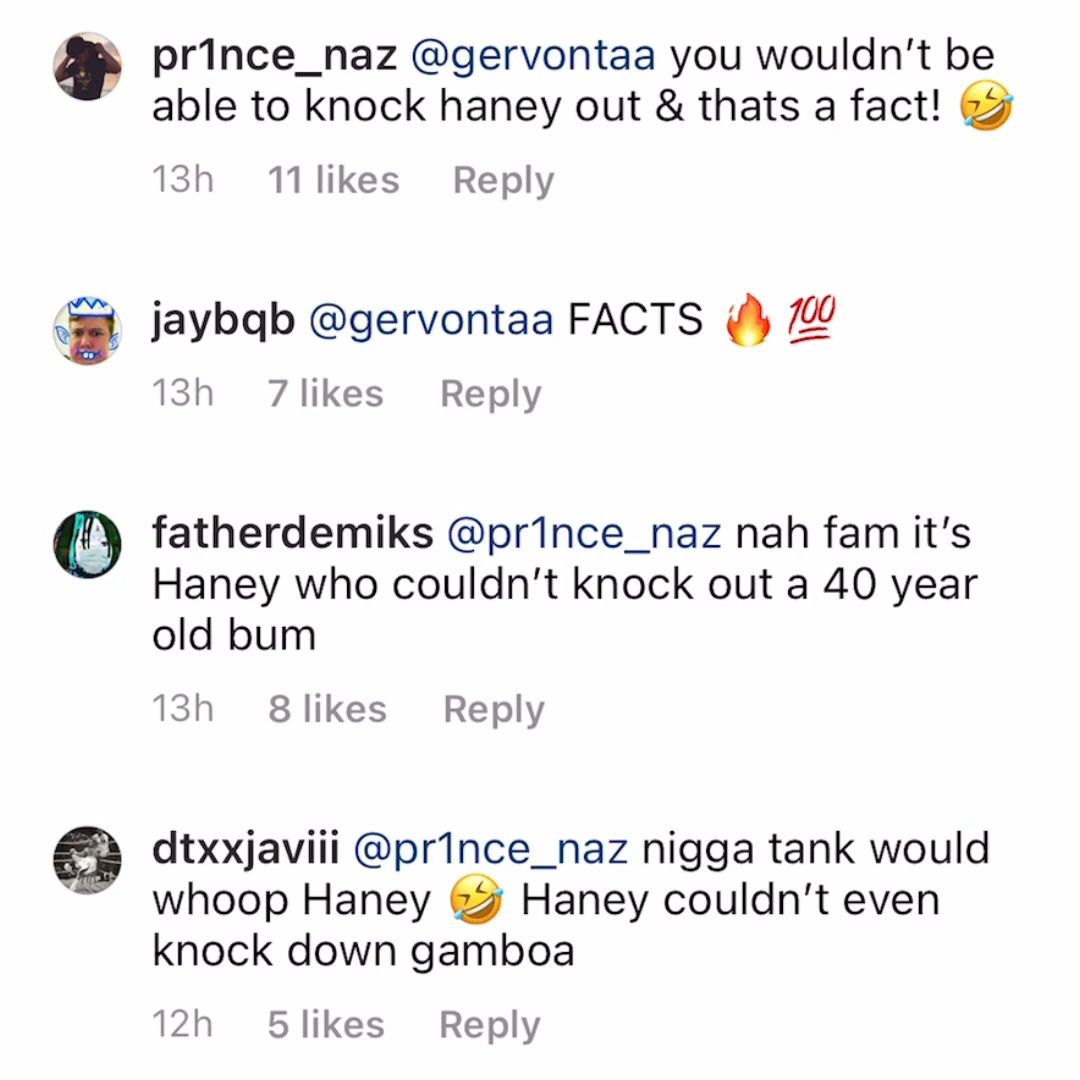 pr1nce_naz @gervontaa you wouldn't be
able to knock haney out & thats a fact! 🤣
13h 11 likes Reply
jaybqb @gervontaa FACTS 🔥 💯
13h 7 likes Reply
fatherdemiks @pr1nce_naz nah fam it's
Haney who couldn't knock out a 40 year
old bum
13h 8 likes Reply
dtxxjaviii @pr1nce_naz nigga tank would
whoop Haney 🤣 Haney couldn't even
knock down gamboa
12h 5 likes Reply